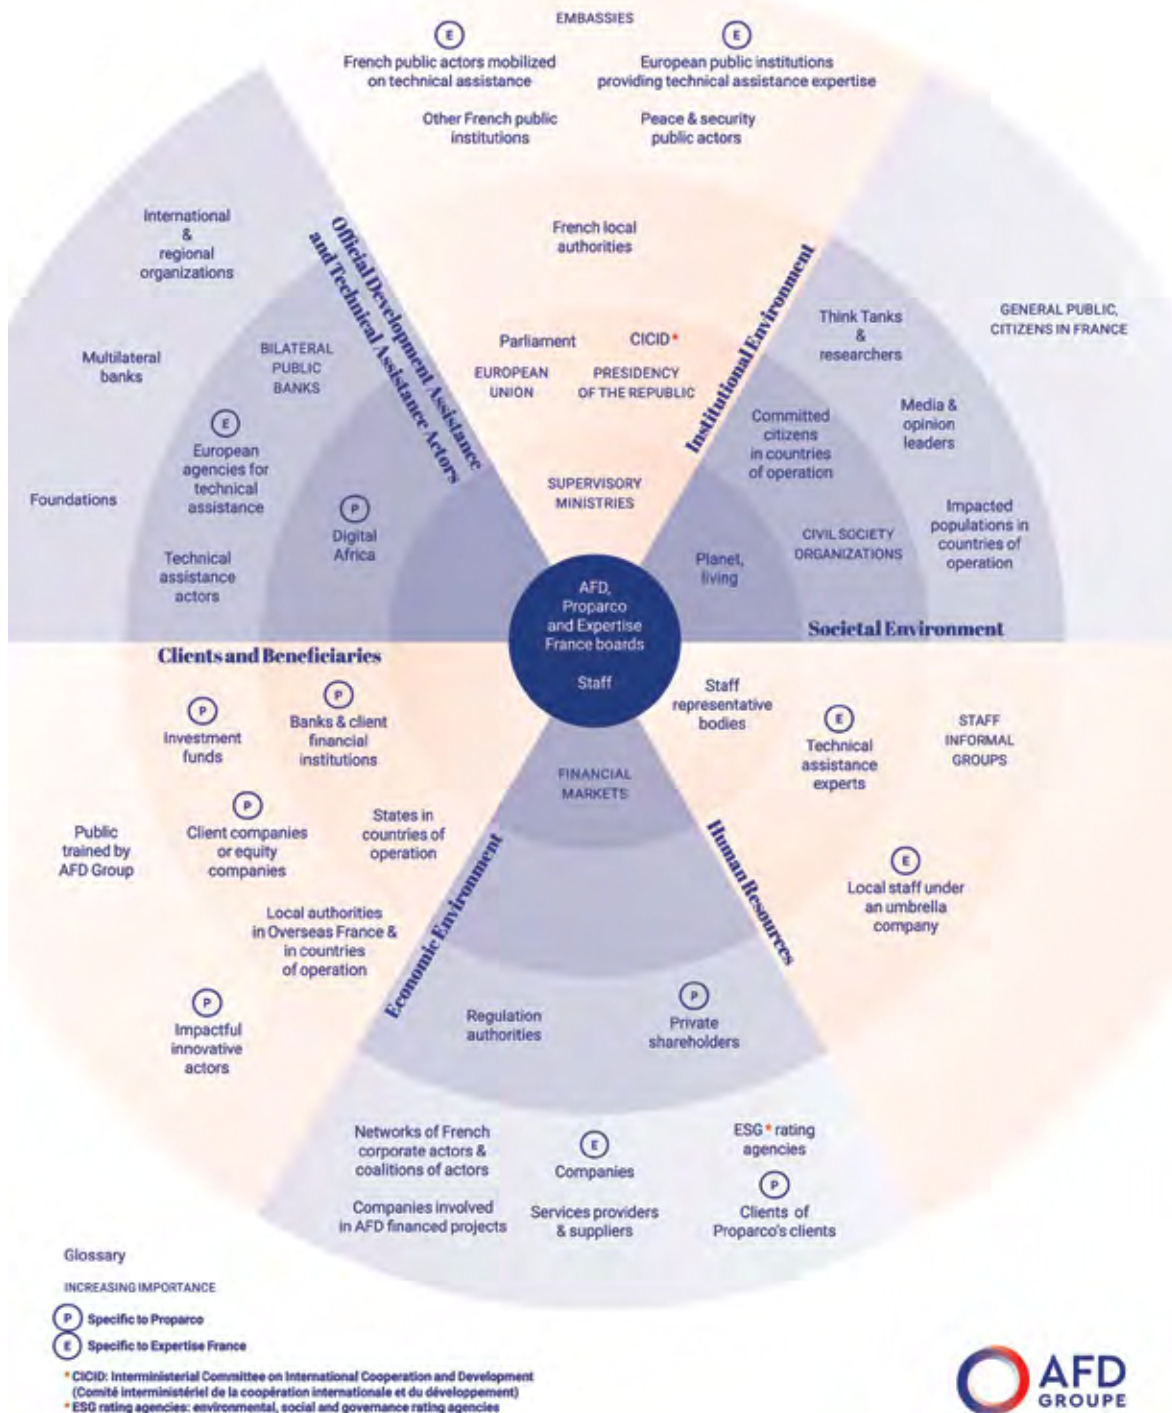 EMBASSIES
E
French public actors mobilized
on technical assistance
E
European public institutions
providing technical assistance expertise
Other French public
institutions
Peace & security
public actors
French local
authorities
Parliament
CICID*
EUROPEAN
UNION
PRESIDENCY
OF THE REPUBLIC
SUPERVISORY
MINISTRIES
Institutional Environment
Official Development Assistance
and Technical Assistance Actors
International
&
regional
organizations
Multilateral
banks
BILATERAL
PUBLIC
BANKS
E
European
agencies for
technical
assistance
Foundations
P
Digital
Africa
Technical
assistance
actors
GENERAL PUBLIC,
CITIZENS IN FRANCE
Think Tanks
&
researchers
Media &
opinion
leaders
Committed
citizens
in countries
of operation
Impacted
populations in
countries of
operation
CIVIL SOCIETY
ORGANIZATIONS
Planet,
living
Societal Environment
AFD,
Proparco
and Expertise
France boards
Staff
Clients and Beneficiaries
P
Investment
funds
P
Banks & client
financial
institutions
P
Client companies
or equity
companies
States in
countries of
operation
Public
trained by
AFD Group
Local authorities
in Overseas France &
in countries
of operation
P
Impactful
innovative
actors
Staff
representative
bodies
E
Technical
assistance
experts
STAFF
INFORMAL
GROUPS
E
Local staff under
an umbrella
company
Human Resources
FINANCIAL
MARKETS
Economic Environment
Regulation
authorities
P
Private
shareholders
Networks of French
corporate actors &
coalitions of actors
E
Companies
ESG* rating
agencies
Companies involved
in AFD financed projects
Services providers
& suppliers
P
Clients of
Proparco's clients
Glossary
INCREASING IMPORTANCE
P Specific to Proparco
E Specific to Expertise France
* CICID: Interministerial Committee on International Cooperation and Development
(Comité interministériel de la coopération internationale et du développement)
* ESG rating agencies: environmental, social and governance rating agencies
AFD
GROUPE